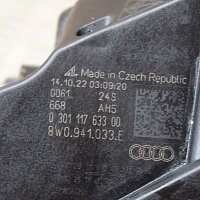 Made in Czech Republic
14.10.22 03:09:20
0061 24S
668 AHS
0 301 117 633 00
8W0.941.033.E